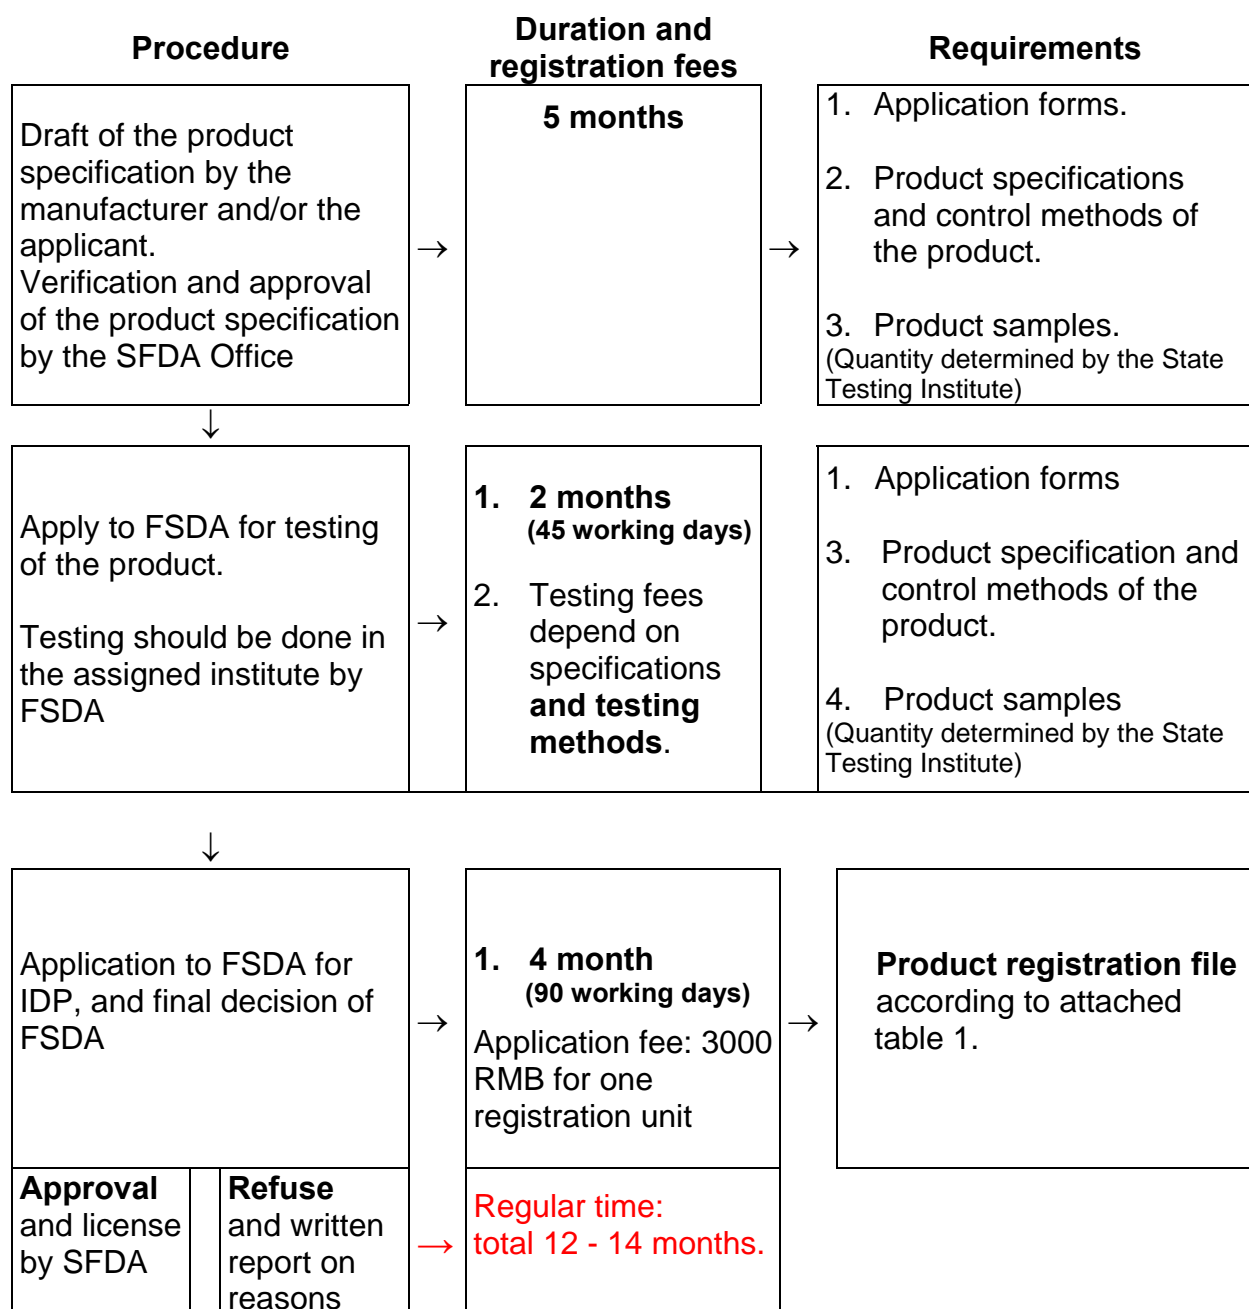 Procedure
Duration and
registration fees
Requirements
Draft of the product
specification by the
manufacturer and/or the
applicant.
Verification and approval
of the product specification
by the SFDA Office
→
5 months
→
1. Application forms.
2. Product specifications
and control methods of
the product.
3. Product samples.
(Quantity determined by the State
Testing Institute)
↓
Apply to FSDA for testing
of the product.
Testing should be done in
the assigned institute by
FSDA
→
1. 2 months
(45 working days)
2. Testing fees
depend on
specifications
and testing
methods.
1. Application forms
3. Product specification and
control methods of the
product.
4. Product samples
(Quantity determined by the State
Testing Institute)
↓
Application to FSDA for
IDP, and final decision of
FSDA
→
1. 4 month
(90 working days)
Application fee: 3000
RMB for one
registration unit
→
Product registration file
according to attached
table 1.
Approval
and license
by SFDA
Refuse
and written
report on
reasons
→
Regular time:
total 12 - 14 months.